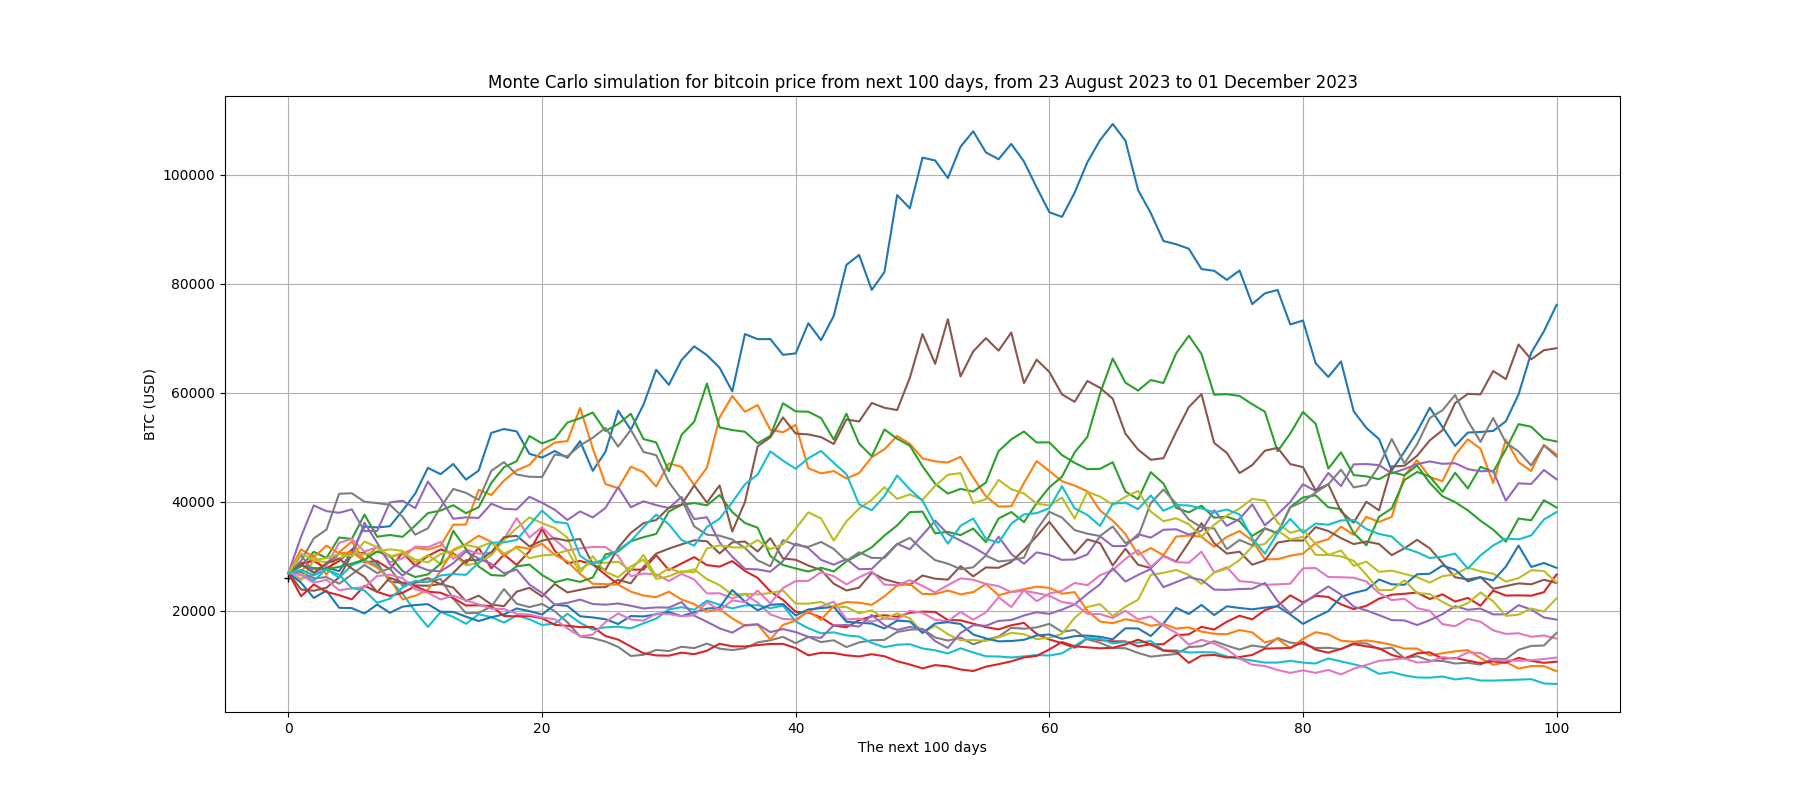 Monte Carlo simulation for bitcoin price from next 100 days, from 23 August 2023 to 01 December 2023
100000
80000
60000
40000
20000
BTC (USD)
0 20 40 60 80 100
The next 100 days